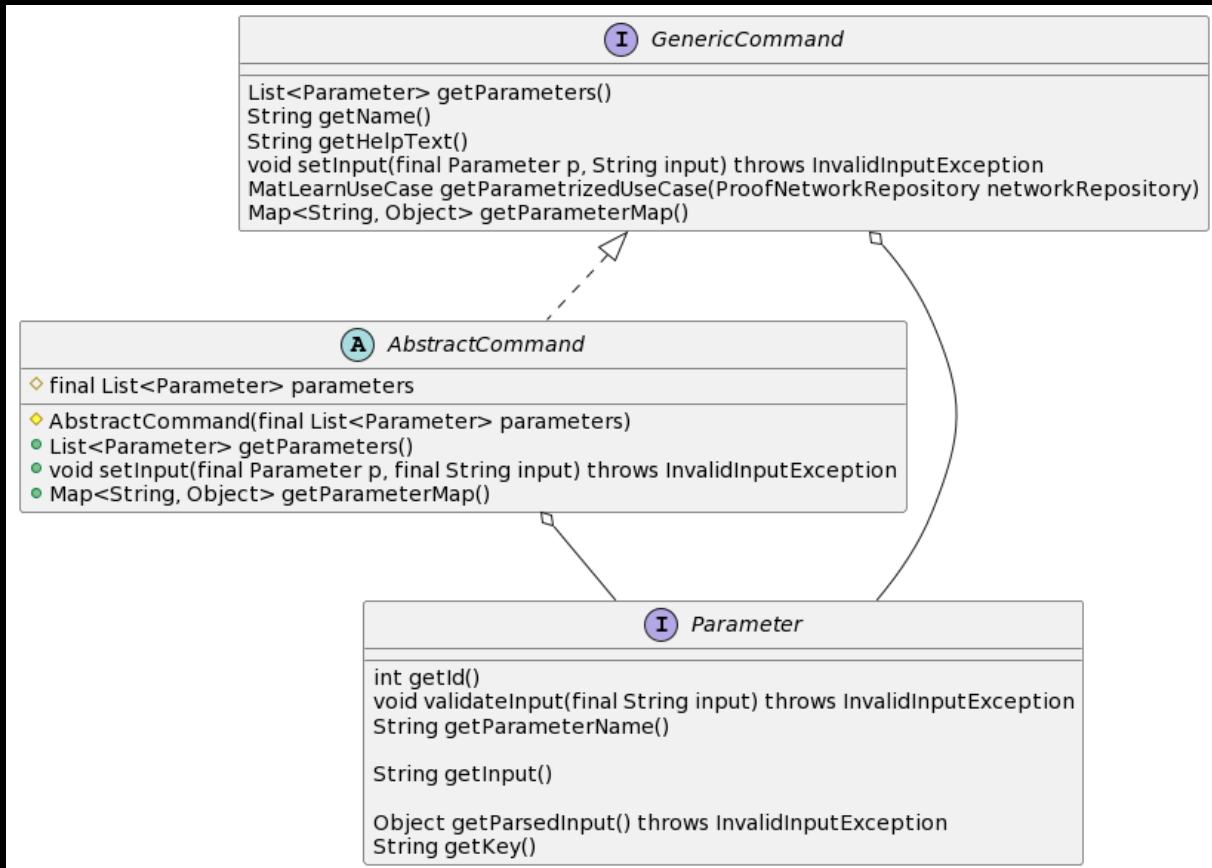 I GenericCommand
List<Parameter> getParameters()
String getName()
String getHelpText()
void setInput(final Parameter p, String input) throws InvalidInputException
MatLearnUseCase getParametrizedUseCase(ProofNetworkRepository networkRepository)
Map<String, Object> getParameterMap()
A AbstractCommand
final List<Parameter> parameters
AbstractCommand(final List<Parameter> parameters)
List<Parameter> getParameters()
void setInput(final Parameter p, final String input) throws InvalidInputException
Map<String, Object> getParameterMap()
I Parameter
int getId()
void validateInput(final String input) throws InvalidInputException
String getParameterName()
String getInput()
Object getParsedInput() throws InvalidInputException
String getKey()